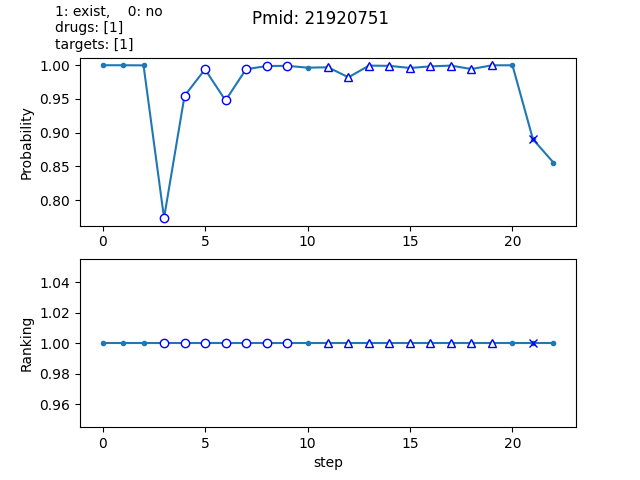 1: exist,    0: no
drugs: [1]
targets: [1]
Pmid: 21920751
Probability
1.00
0.95
0.90
0.85
0.80
0 5 10 15 20
Ranking
1.04
1.02
1.00
0.98
0.96
0 5 10 15 20
step